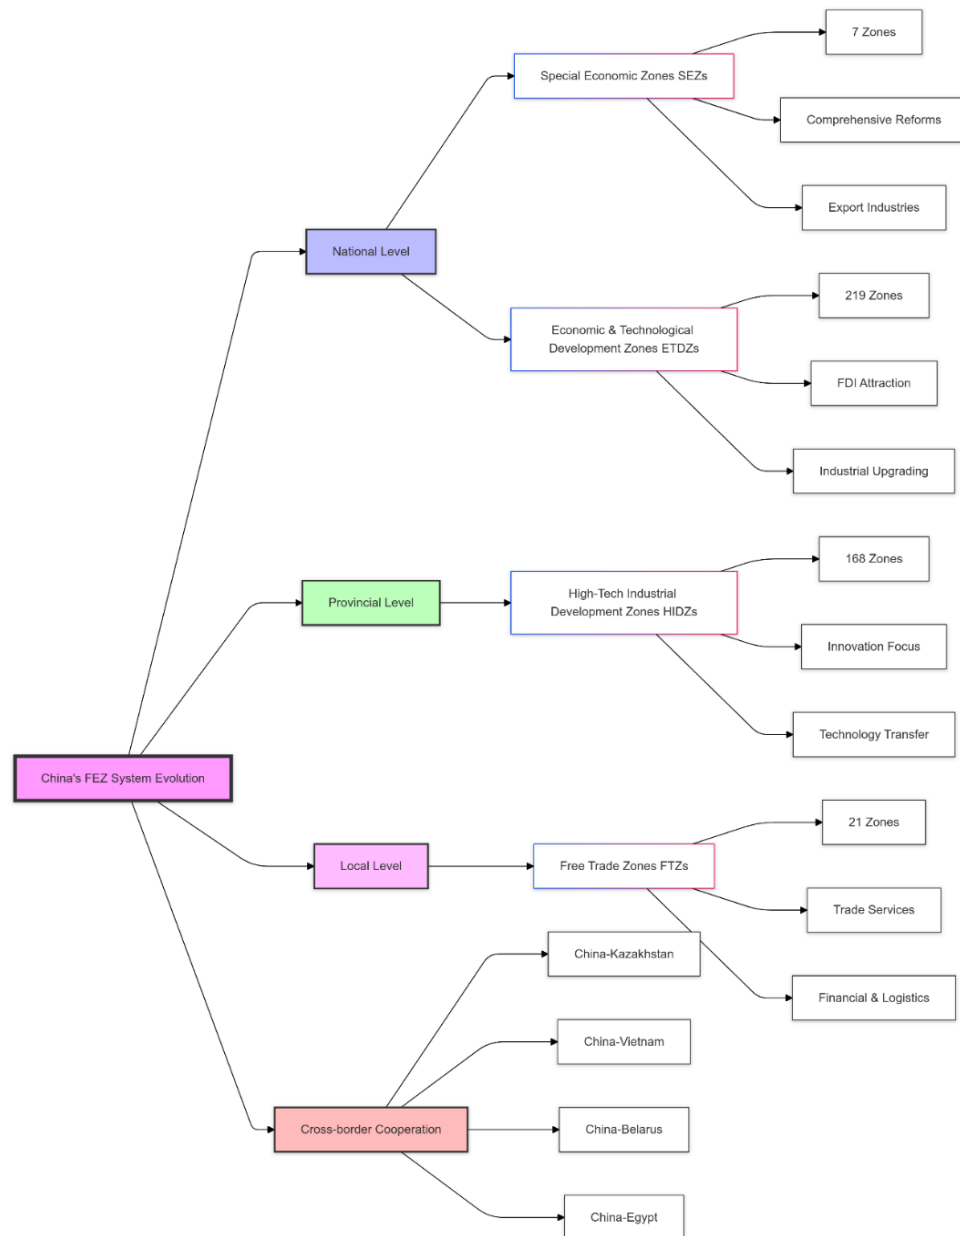 7 Zones
Special Economic Zones SEZs
Comprehensive Reforms
Export Industries
National Level
219 Zones
Economic & Technological
Development Zones ETDZs
FDI Attraction
Industrial Upgrading
168 Zones
High-Tech Industrial
Development Zones HIDZs
Provincial Level
Innovation Focus
Technology Transfer
China's FEZ System Evolution
21 Zones
Local Level
Free Trade Zones FTZs
Trade Services
China-Kazakhstan
Financial & Logistics
China-Vietnam
Cross-border Cooperation
China-Belarus
China-Egypt